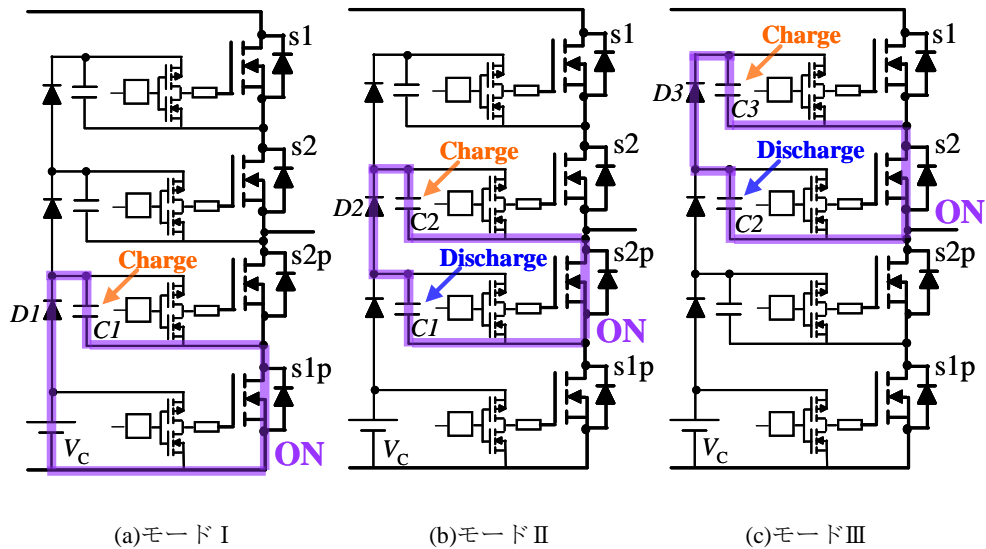 s1
s2
Charge
s2p
D1
C1
s1p
VC
ON
(a)モードⅠ
s1
s2
Charge
D2
C2
Discharge
s2p
C1
ON
s1p
VC
(b)モードⅡ
s1
Charge
D3
C3
s2
Discharge
ON
C2
s2p
s1p
VC
(c)モードⅢ